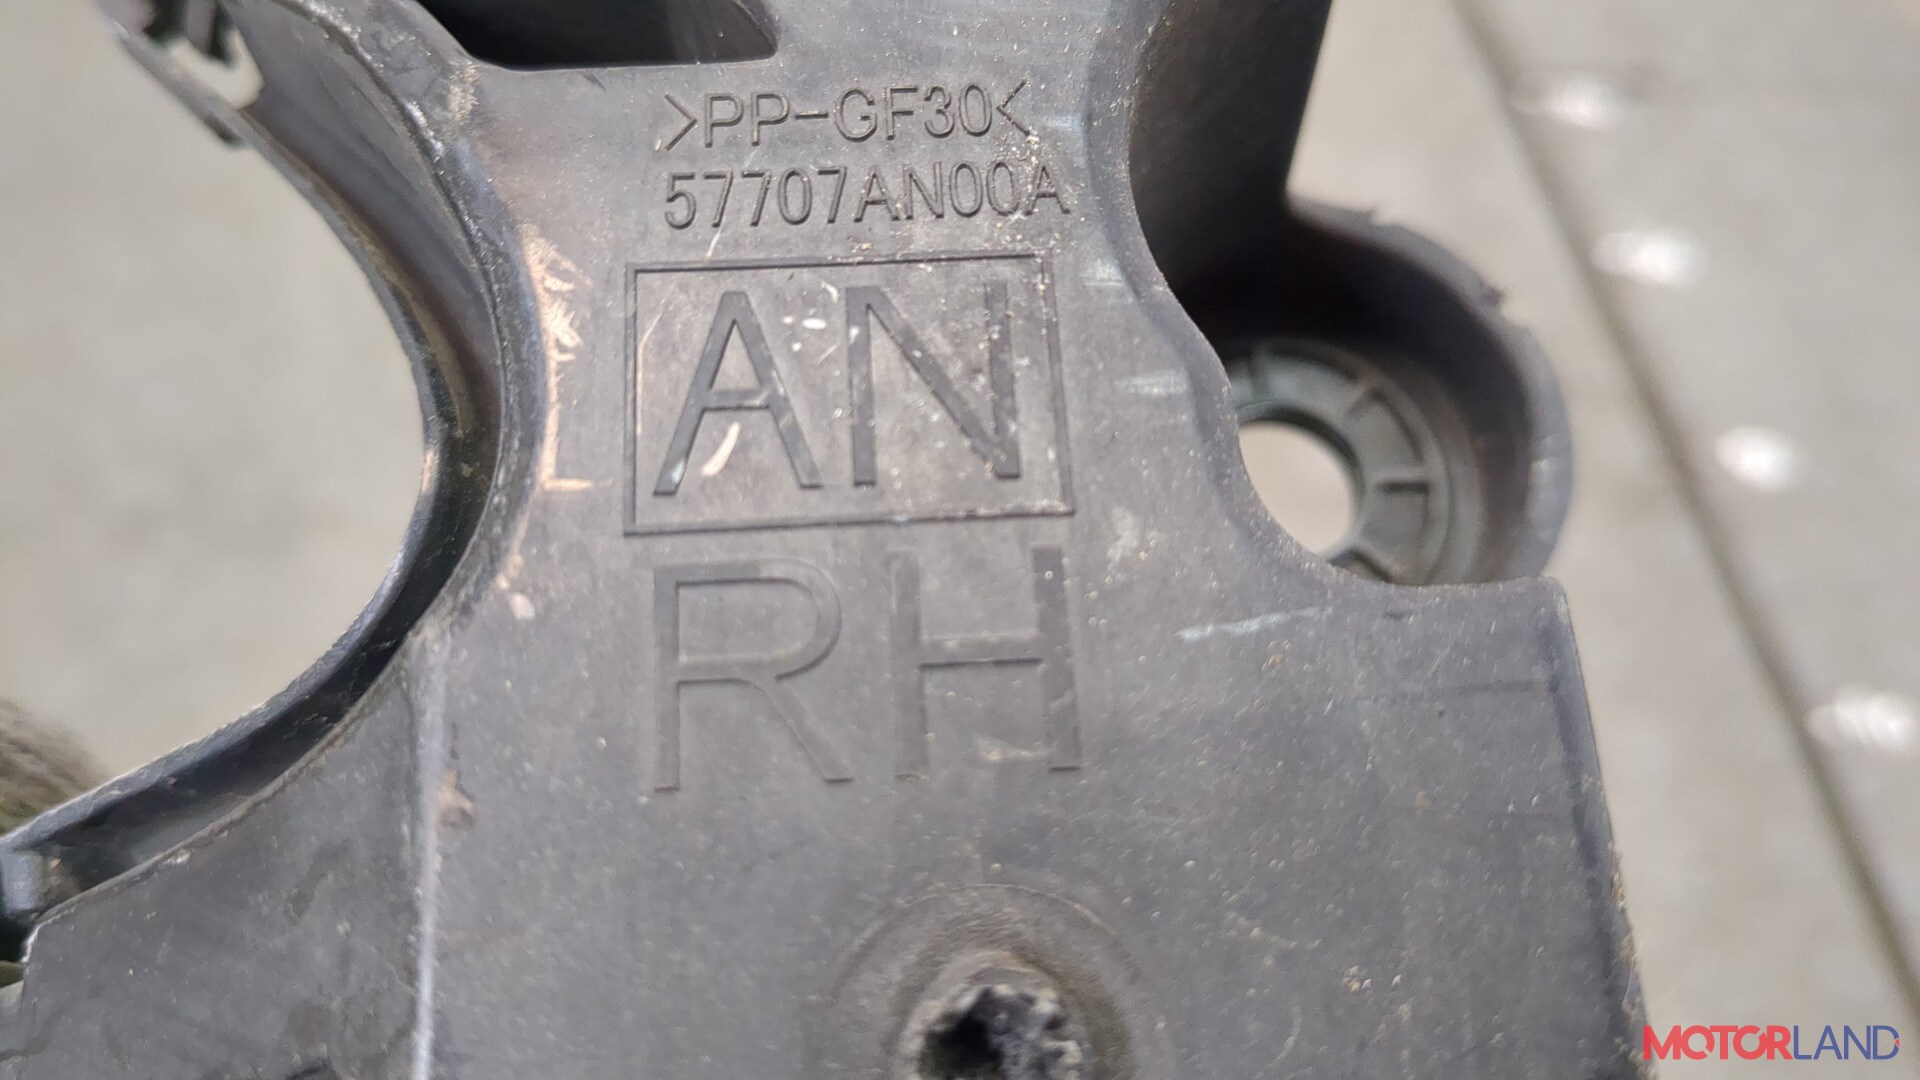 >PP-GF30<
57707AN00A
AN
RH
MOTORLAND